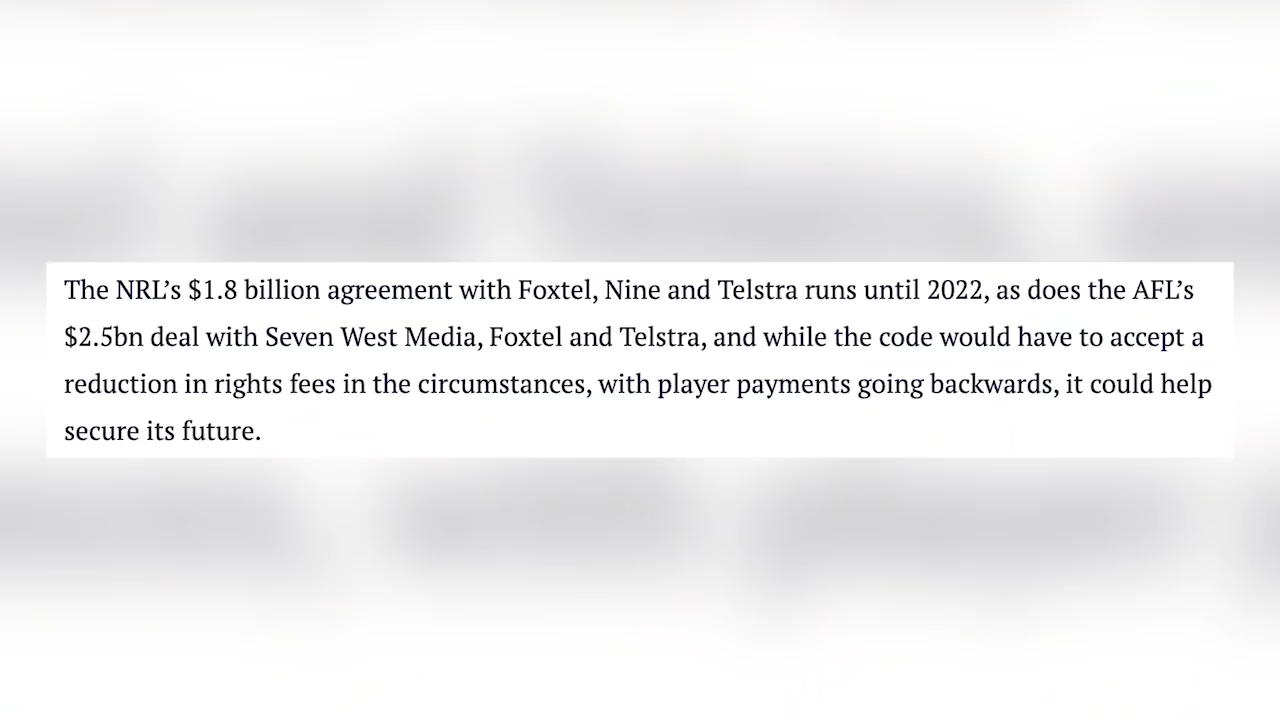 The NRL’s $1.8 billion agreement with Foxtel, Nine and Telstra runs until 2022, as does the AFL’s
$2.5bn deal with Seven West Media, Foxtel and Telstra, and while the code would have to accept a
reduction in rights fees in the circumstances, with player payments going backwards, it could help
secure its future.